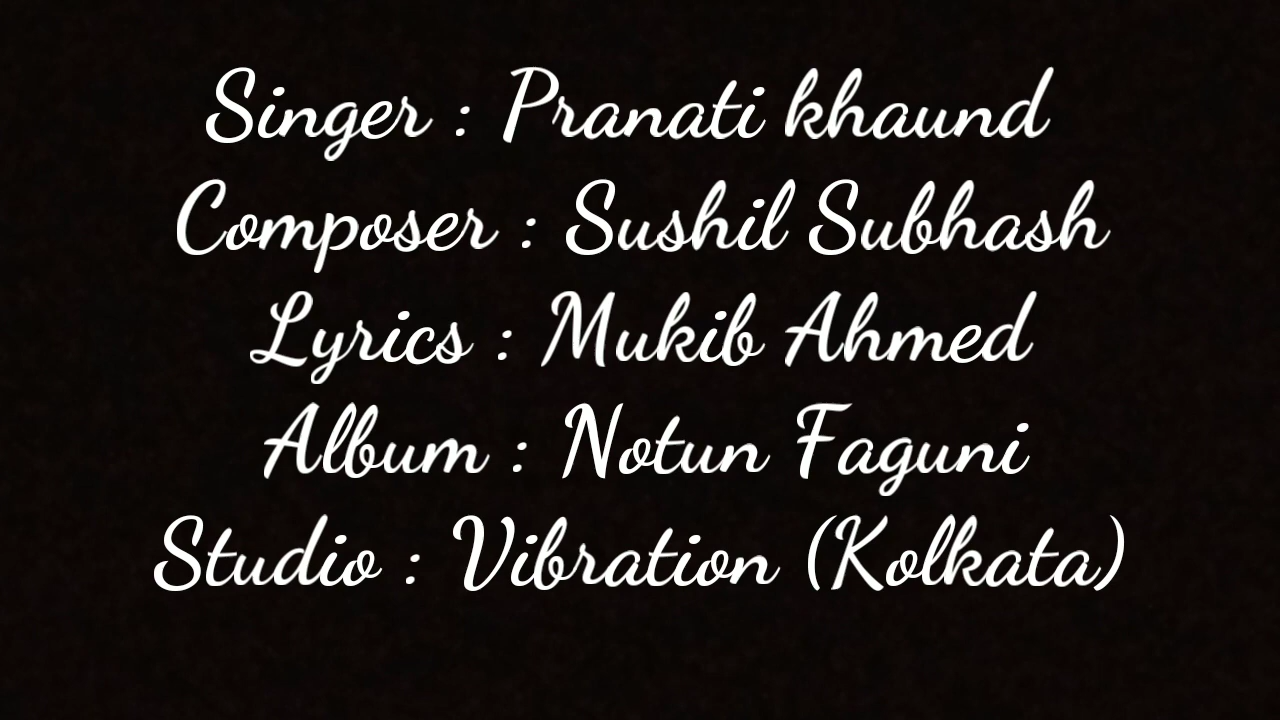 Singer : Pranati khaund
Composer : Sushil Subhash
Lyrics : Mukib Ahmed
Album : Notun Faguni
Studio : Vibration (Kolkata)